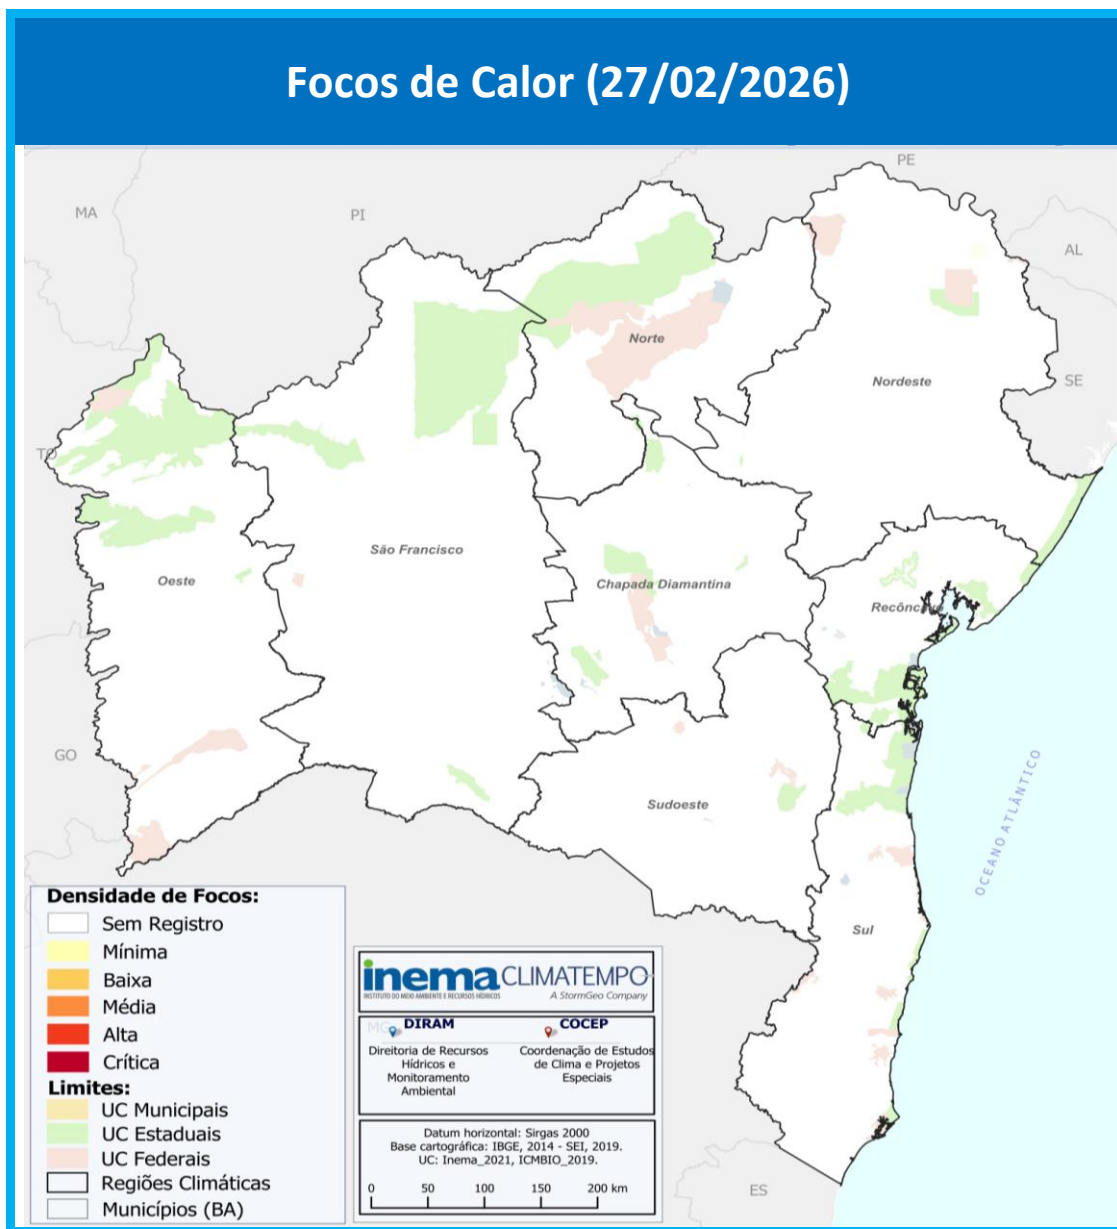 Focos de Calor (27/02/2026)
PE
MA
PI
AL
Norte
SE
Nordeste
TO
São Francisco
Oeste
Chapada Diamantina
Recôncavo
GO
OCEANO ATLÂNTICO
Sudoeste
Sul
Densidade de Focos:
Sem Registro
Mínima
Baixa
Média
Alta
Crítica
Limites:
UC Municipais
UC Estaduais
UC Federais
Regiões Climáticas
Municípios (BA)
inema CLIMATEMPO
INSTITUTO DO MEIO AMBIENTE E RECURSOS HÍDRICOS
A StormGeo Company
MG
DIRAM
COCEP
Direitoria de Recursos
Hídricos e
Monitoramento
Ambiental
Coordenação de Estudos
de Clima e Projetos
Especiais
Datum horizontal: Sirgas 2000
Base cartográfica: IBGE, 2014 - SEI, 2019.
UC: Inema_2021, ICMBIO_2019.
0 50 100 150 200 km
ES